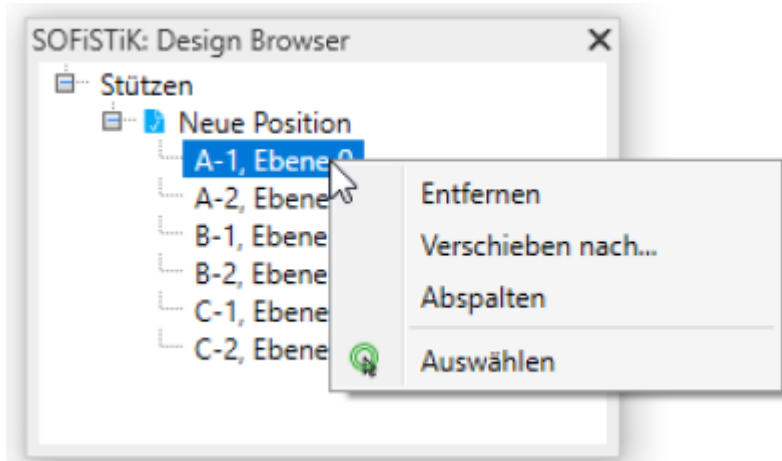 SOFiSTiK: Design Browser
Stützen
Neue Position
A-1, Ebene 0
A-2, Ebene
B-1, Ebene
B-2, Ebene
C-1, Ebene
C-2, Ebene
Entfernen
Verschieben nach...
Abspalten
Auswählen